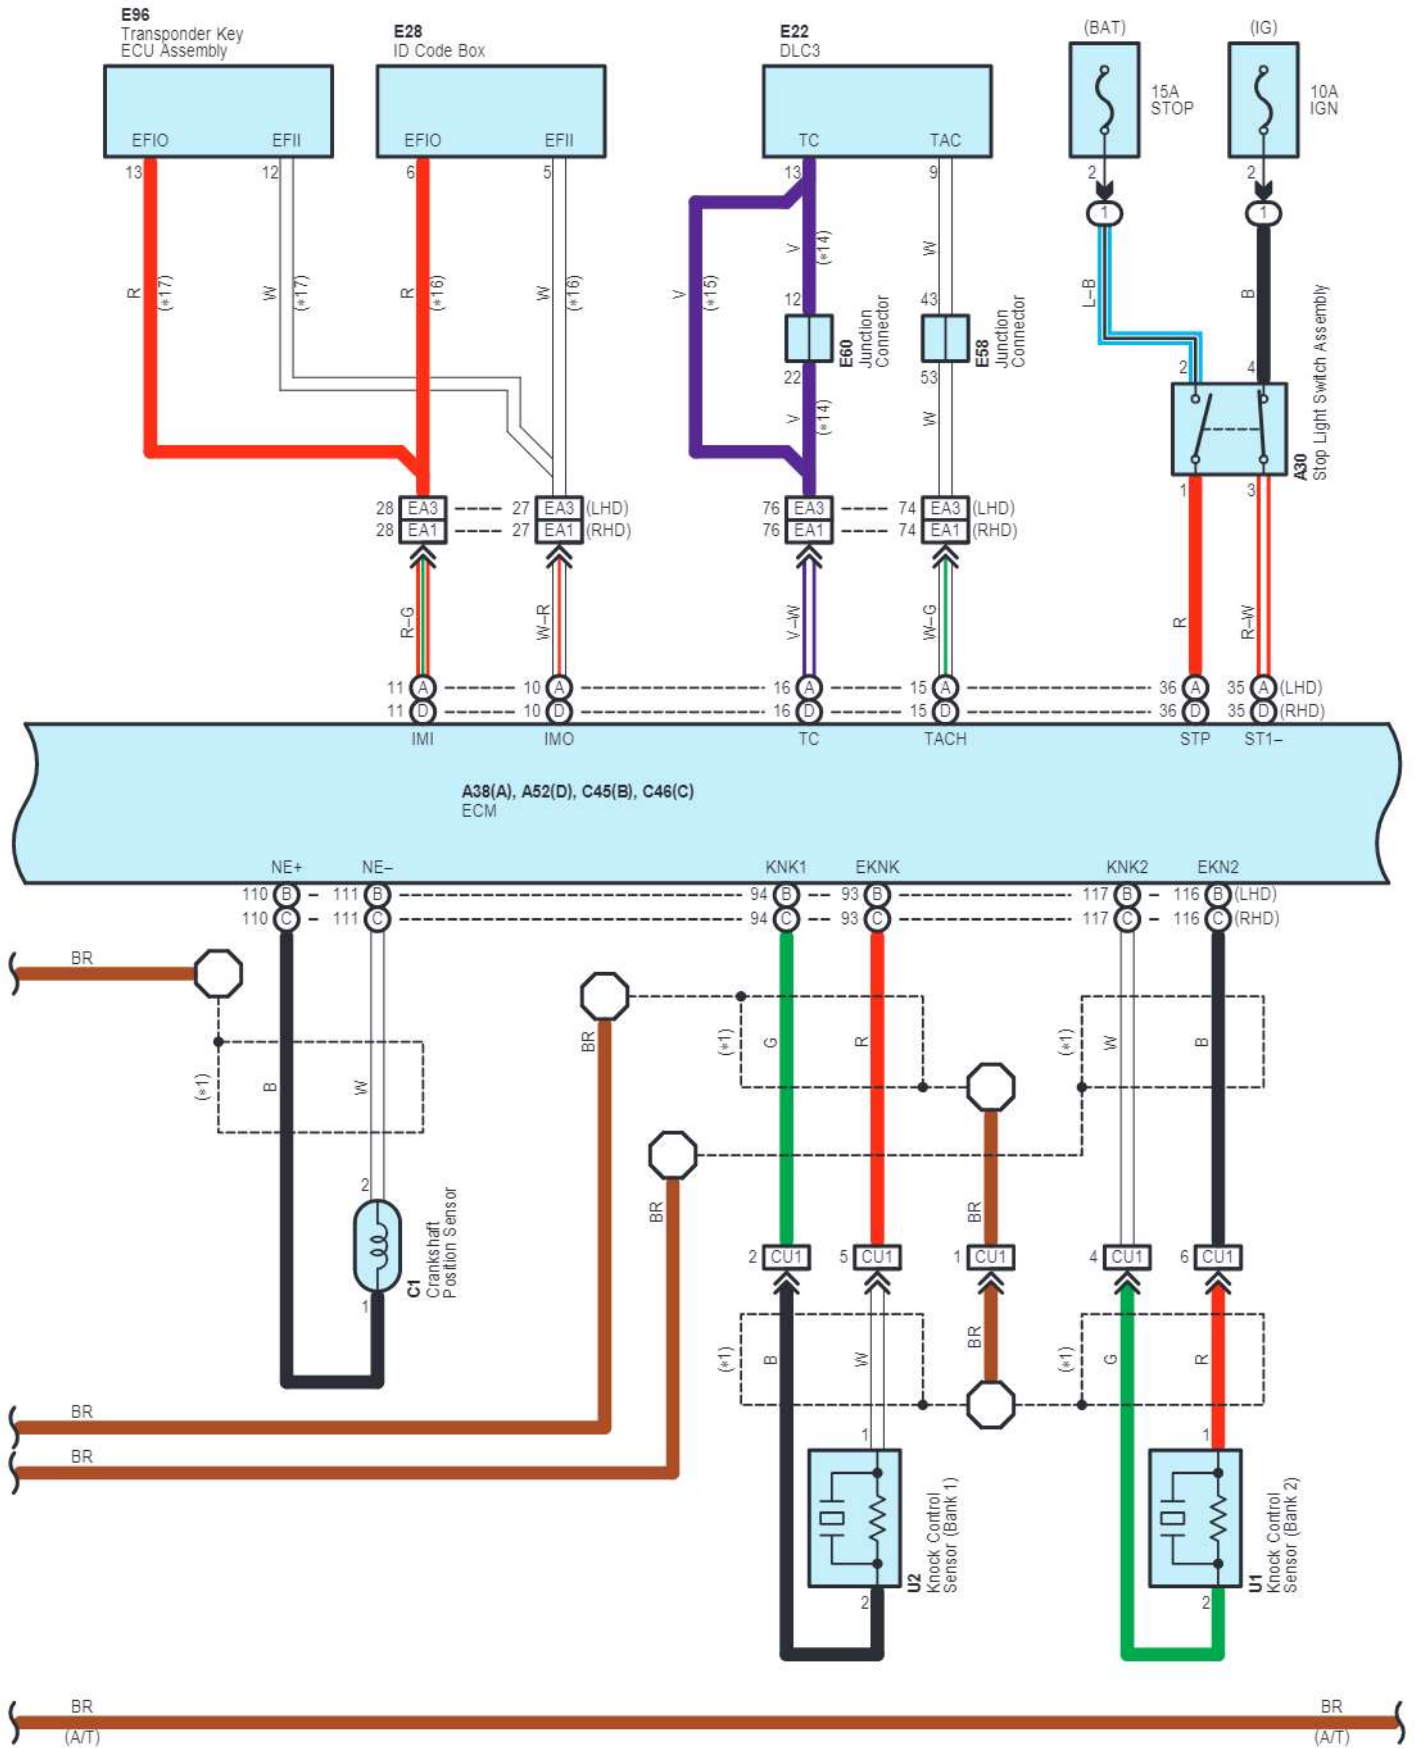 E96
Transponder Key
ECU Assembly
E28
ID Code Box
E22
DLC3
(BAT)
(IG)
15A
STOP
10A
IGN
EFIO
EFII
EFIO
EFII
TC
TAC
13
12
6
5
13
9
2
2
1
1
R
(*17)
W
(*17)
R
(*16)
W
(*16)
V
(*15)
V
(*14)
W
L–B
B
12
43
E60
Junction
Connector
E58
Junction
Connector
22
53
V
(*14)
W
2
4
A30
Stop Light Switch Assembly
1
3
28 EA3
27 EA3 (LHD)
28 EA1
27 EA1 (RHD)
76 EA3
74 EA3 (LHD)
76 EA1
74 EA1 (RHD)
R–G
W–R
V–W
W–G
R
R–W
11 A
10 A
16 A
15 A
36 A
35 A (LHD)
11 D
10 D
16 D
15 D
36 D
35 D (RHD)
IMI
IMO
TC
TACH
STP
ST1–
A38(A), A52(D), C45(B), C46(C)
ECM
NE+
NE–
KNK1
EKNK
KNK2
EKN2
110 B
111 B
94 B
93 B
117 B
116 B (LHD)
110 C
111 C
94 C
93 C
117 C
116 C (RHD)
BR
(*1)
B
W
BR
(*1)
G
R
(*1)
W
B
2
C1
Crankshaft
Position Sensor
1
BR
BR
2 CU1
5 CU1
1 CU1
4 CU1
6 CU1
(*1)
B
W
BR
(*1)
G
R
BR
BR
1
1
U2
Knock Control
Sensor (Bank 1)
U1
Knock Control
Sensor (Bank 2)
2
2
BR
(A/T)
BR
(A/T)